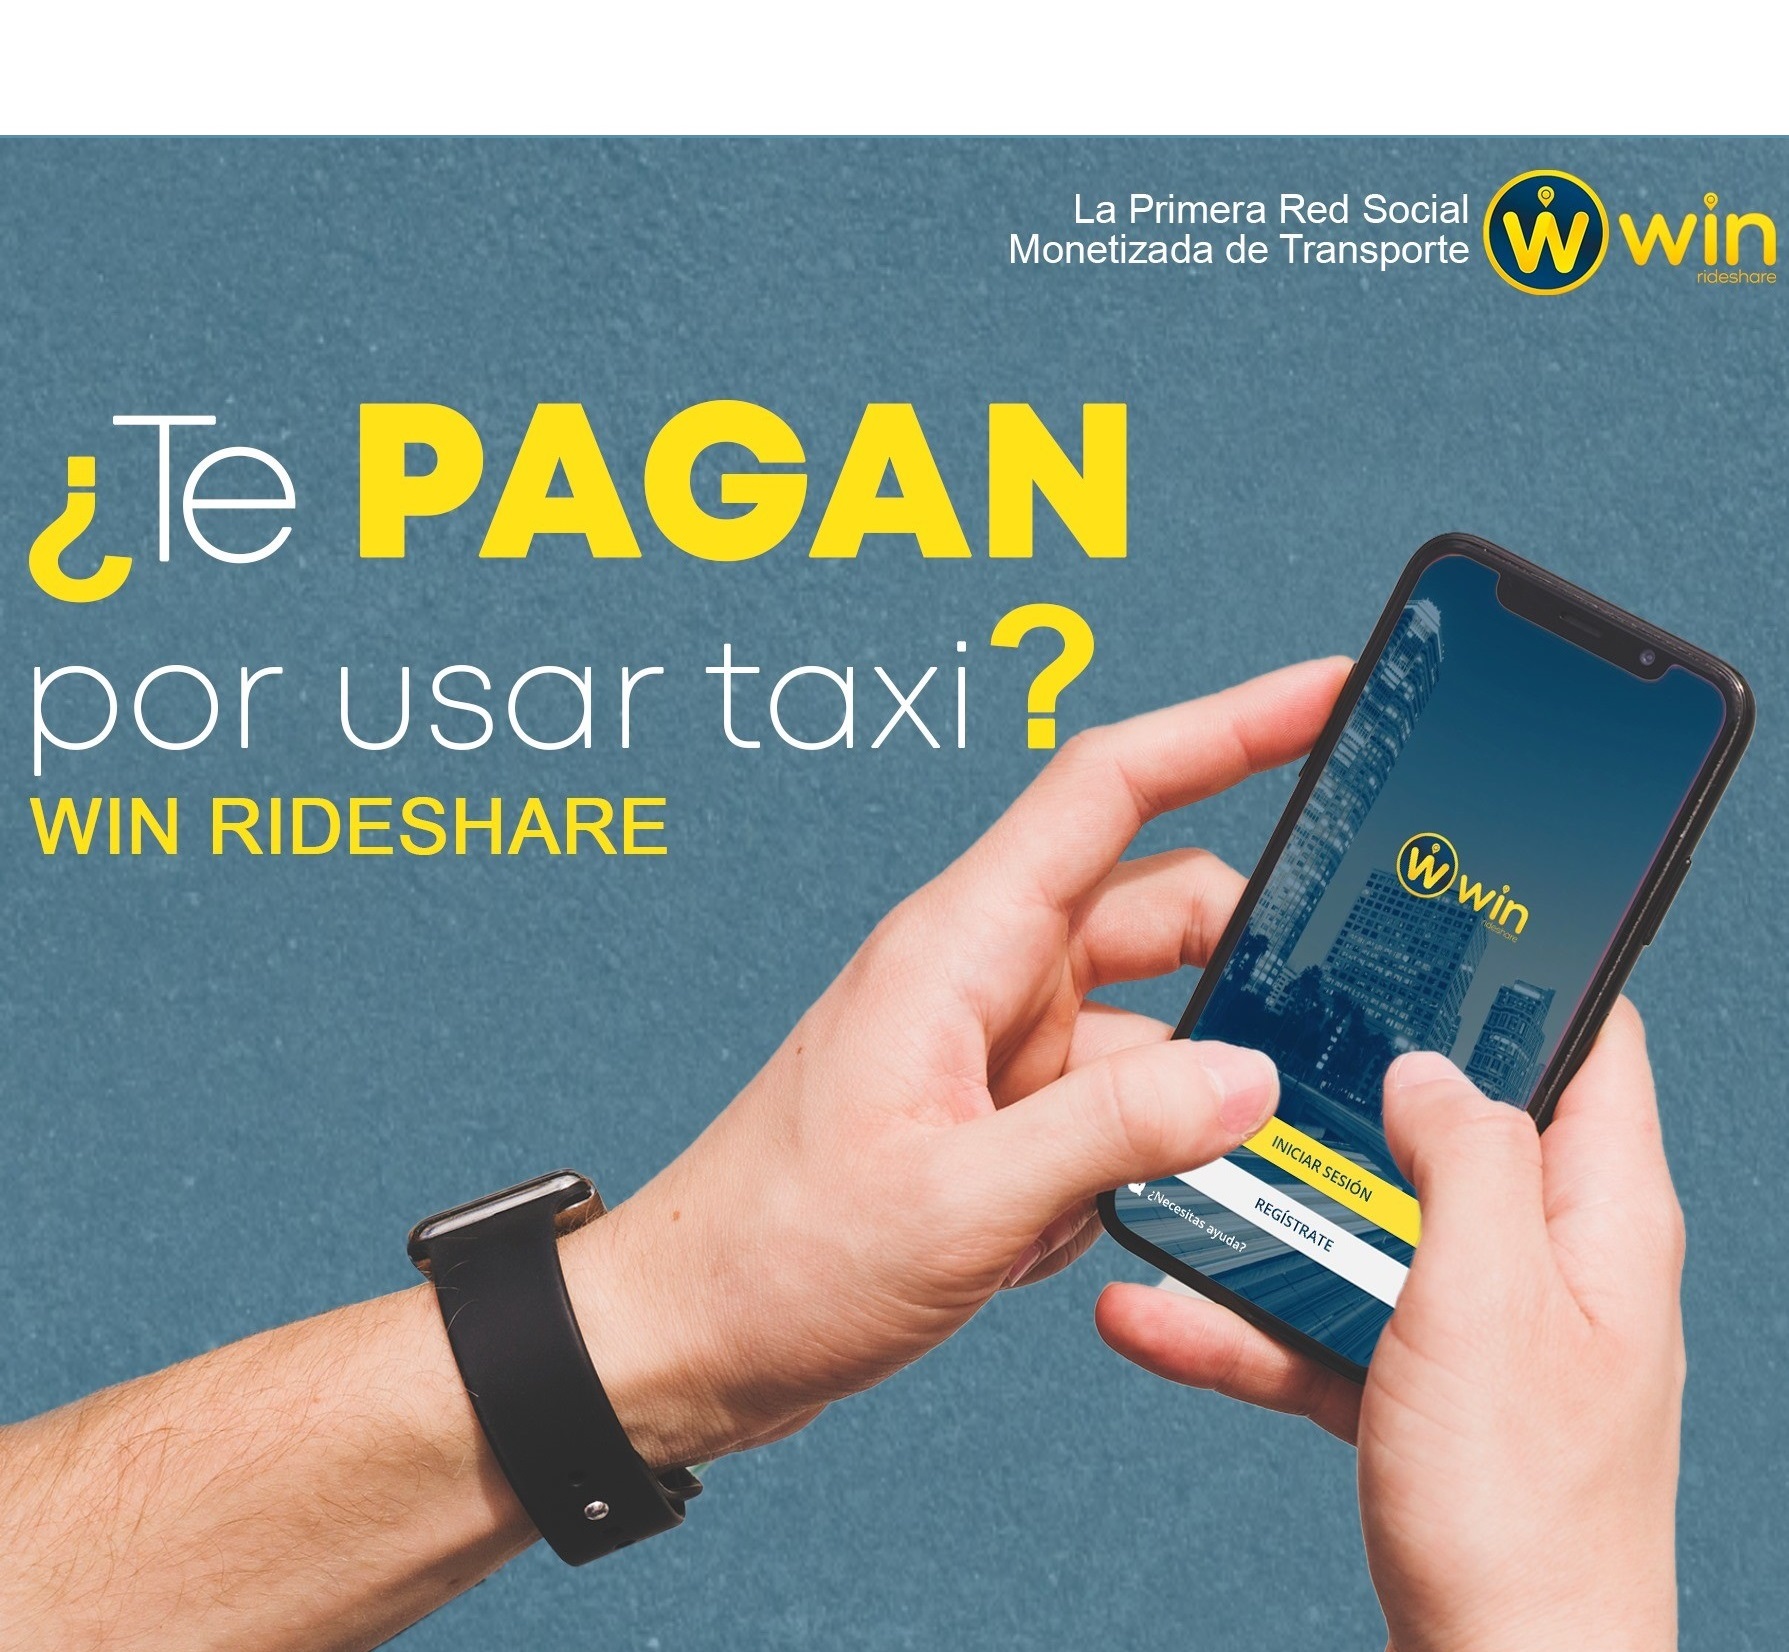 La Primera Red Social
Monetizada de Transporte
W win
rideshare
¿Te PAGAN
por usar taxi?
WIN RIDESHARE
W win
rideshare
INICIAR SESIÓN
REGÍSTRATE
¿Necesitas ayuda?